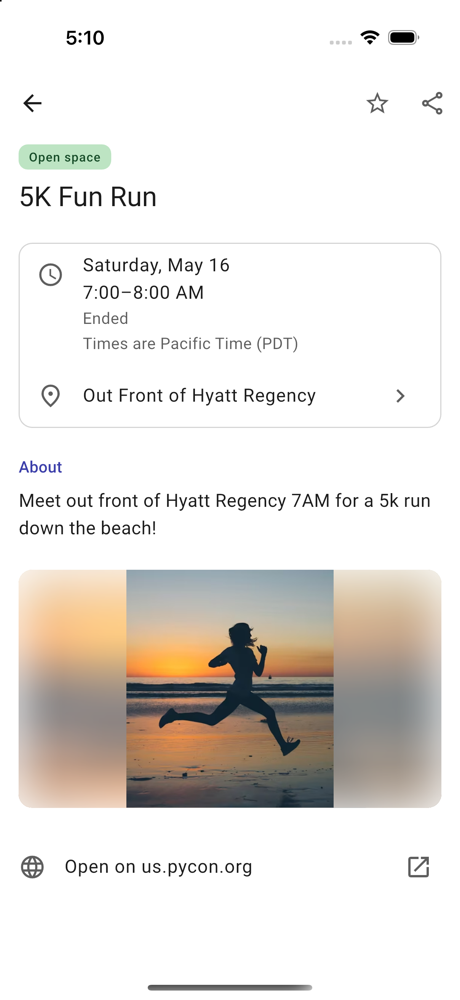 5:10
Open space
5K Fun Run
Saturday, May 16
7:00–8:00 AM
Ended
Times are Pacific Time (PDT)
Out Front of Hyatt Regency
About
Meet out front of Hyatt Regency 7AM for a 5k run
down the beach!
Open on us.pycon.org